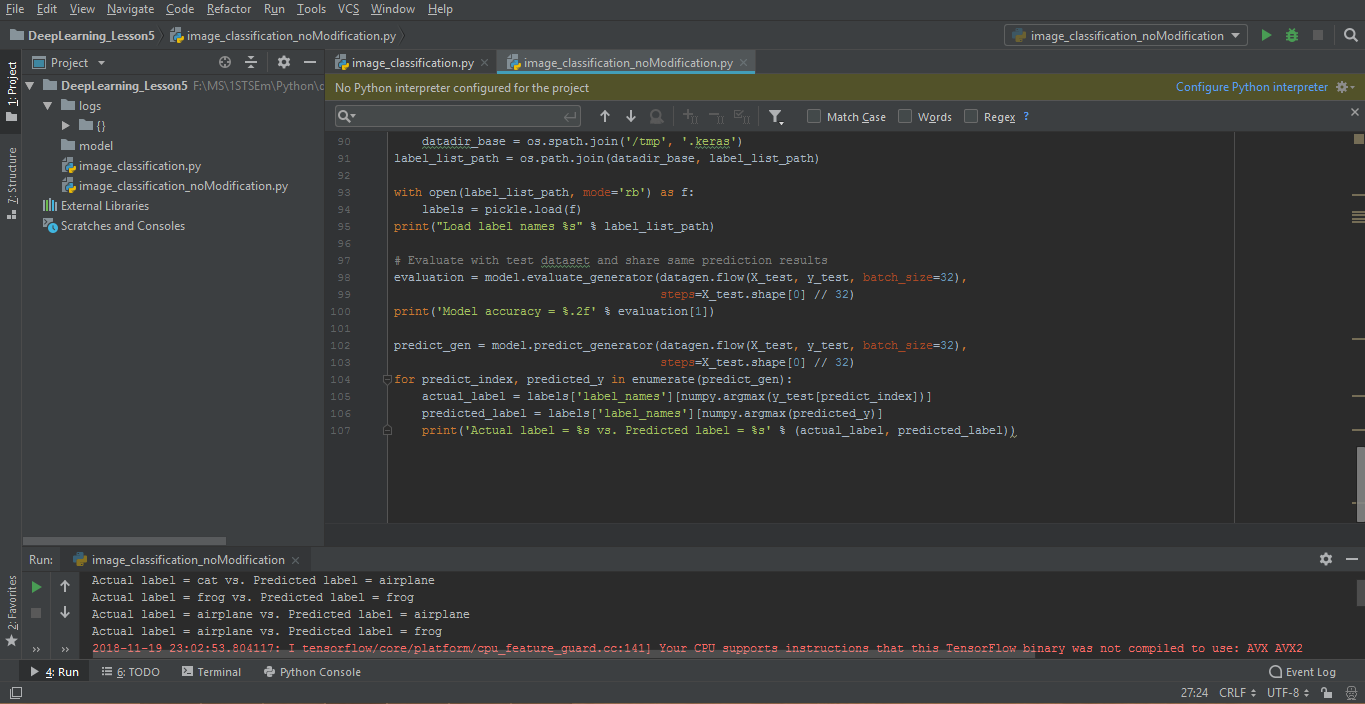 File Edit View Navigate Code Refactor Run Tools VCS Window Help
DeepLearning_Lesson5 image_classification_noModification.py
image_classification_noModification
1: Project
7: Structure
2: Favorites
Project
DeepLearning_Lesson5 F:\MS\1STSEm\Python\
logs
{}
model
image_classification.py
image_classification_noModification.py
External Libraries
Scratches and Consoles
image_classification.py image_classification_noModification.py
No Python interpreter configured for the project Configure Python interpreter
Match Case Words Regex ?
90 datadir_base = os.spath.join('/tmp', '.keras')
91 label_list_path = os.path.join(datadir_base, label_list_path)
92
93 with open(label_list_path, mode='rb') as f:
94 labels = pickle.load(f)
95 print("Load label names %s" % label_list_path)
96
97 # Evaluate with test dataset and share same prediction results
98 evaluation = model.evaluate_generator(datagen.flow(X_test, y_test, batch_size=32),
99 steps=X_test.shape[0] // 32)
100 print('Model accuracy = %.2f' % evaluation[1])
101
102 predict_gen = model.predict_generator(datagen.flow(X_test, y_test, batch_size=32),
103 steps=X_test.shape[0] // 32)
104 for predict_index, predicted_y in enumerate(predict_gen):
105 actual_label = labels['label_names'][numpy.argmax(y_test[predict_index])]
106 predicted_label = labels['label_names'][numpy.argmax(predicted_y)]
107 print('Actual label = %s vs. Predicted label = %s' % (actual_label, predicted_label))
Run: image_classification_noModification
Actual label = cat vs. Predicted label = airplane
Actual label = frog vs. Predicted label = frog
Actual label = airplane vs. Predicted label = airplane
Actual label = airplane vs. Predicted label = frog
2018-11-19 23:02:53.804117: I tensorflow/core/platform/cpu_feature_guard.cc:141] Your CPU supports instructions that this TensorFlow binary was not compiled to use: AVX AVX2
4: Run 6: TODO Terminal Python Console Event Log
27:24 CRLF UTF-8